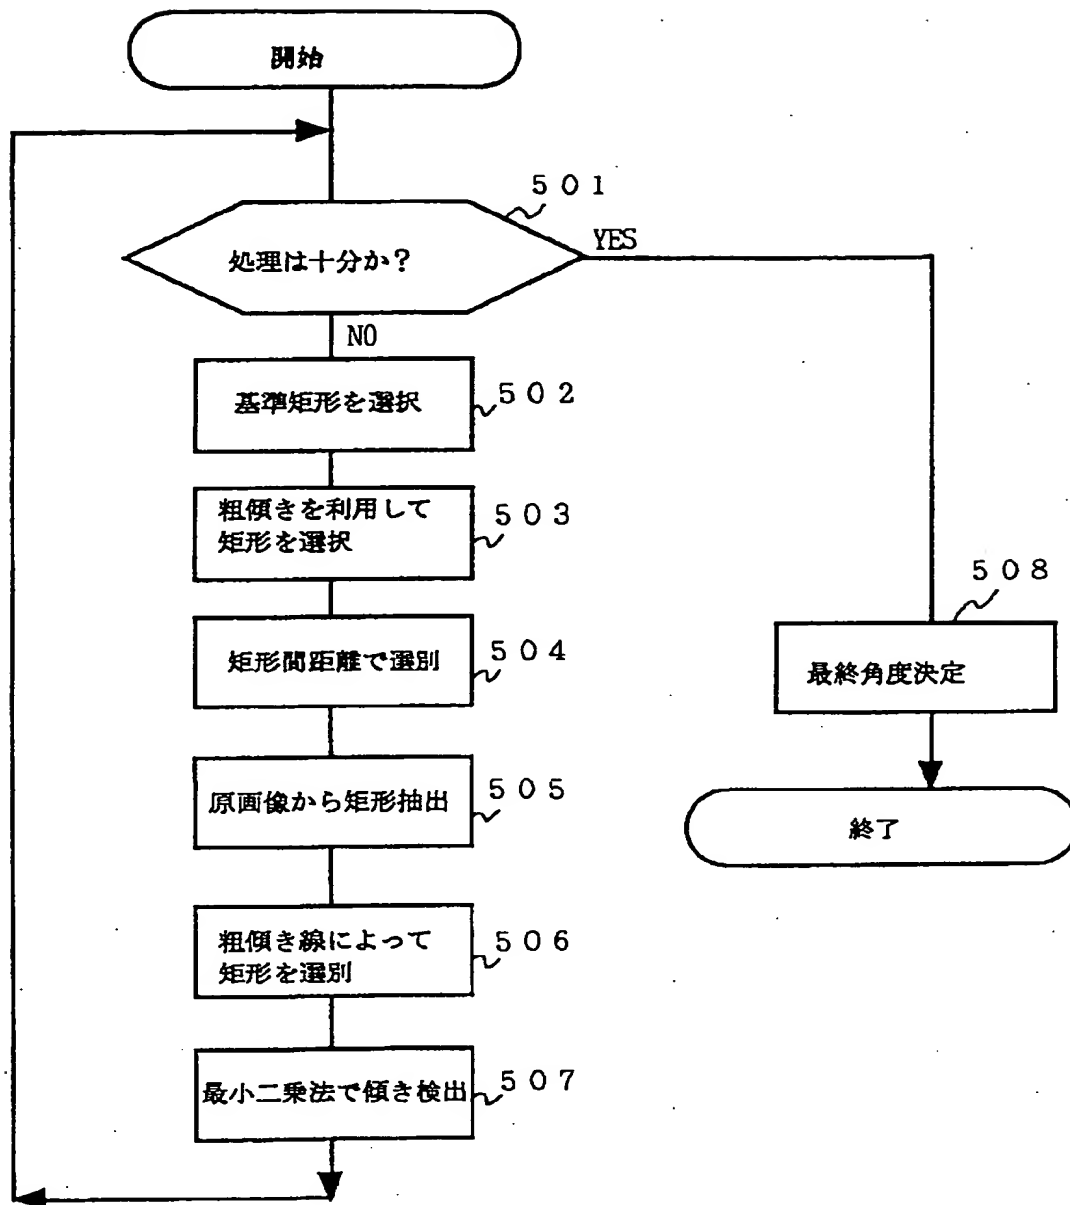 開始
501
処理は十分か?
YES
NO
基準矩形を選択
502
粗傾きを利用して
矩形を選択
503
矩形間距離で選別
504
原画像から矩形抽出
505
粗傾き線によって
矩形を選別
506
最小二乗法で傾き検出
507
508
最終角度決定
終了